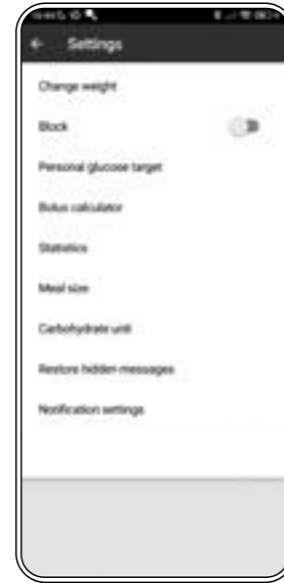 Settings
Change weight
Block
Personal glucose target
Bolus calculator
Statistics
Meal size
Carbohydrate unit
Restore hidden messages
Notification settings